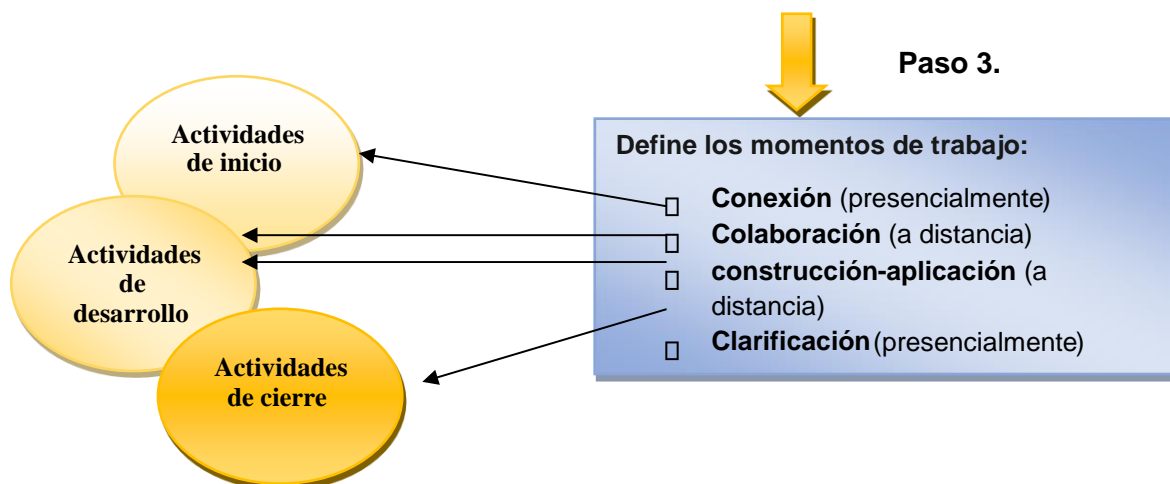 Paso 3.
Actividades
de inicio
Actividades
de
desarrollo
Actividades
de cierre
Define los momentos de trabajo:
Conexión (presencialmente)
Colaboración (a distancia)
construcción-aplicación (a
distancia)
Clarificación (presencialmente)